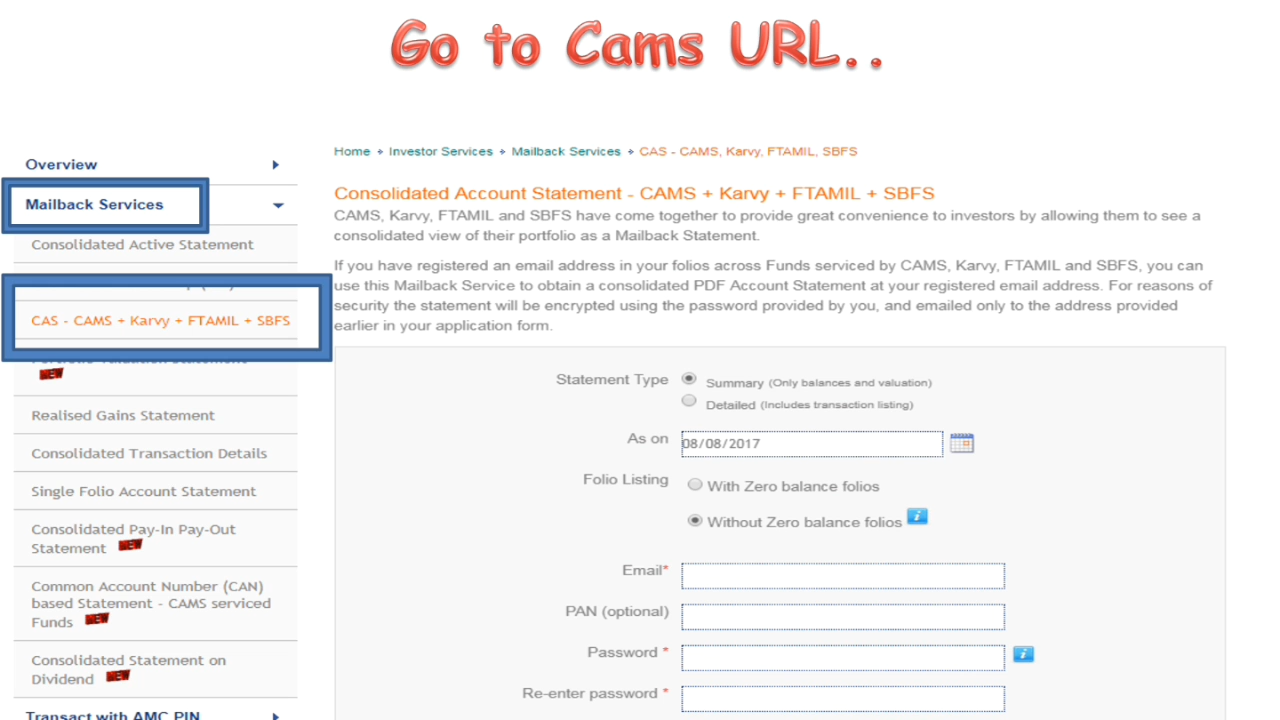 Go to Cams URL..
Overview
Mailback Services
Consolidated Active Statement
CAS - CAMS + Karvy + FTAMIL + SBFS
NEW
Realised Gains Statement
Consolidated Transaction Details
Single Folio Account Statement
Consolidated Pay-In Pay-Out
Statement NEW
Common Account Number (CAN)
based Statement - CAMS serviced
Funds NEW
Consolidated Statement on
Dividend NEW
Transact with AMC PIN
Home Investor Services Mailback Services CAS - CAMS, Karvy, FTAMIL, SBFS
Consolidated Account Statement - CAMS + Karvy + FTAMIL + SBFS
CAMS, Karvy, FTAMIL and SBFS have come together to provide great convenience to investors by allowing them to see a
consolidated view of their portfolio as a Mailback Statement.
If you have registered an email address in your folios across Funds serviced by CAMS, Karvy, FTAMIL and SBFS, you can
use this Mailback Service to obtain a consolidated PDF Account Statement at your registered email address. For reasons of
security the statement will be encrypted using the password provided by you, and emailed only to the address provided
earlier in your application form.
Statement Type Summary (Only balances and valuation)
Detailed (Includes transaction listing)
As on 08/08/2017
Folio Listing With Zero balance folios
Without Zero balance folios i
Email*
PAN (optional)
Password * i
Re-enter password *